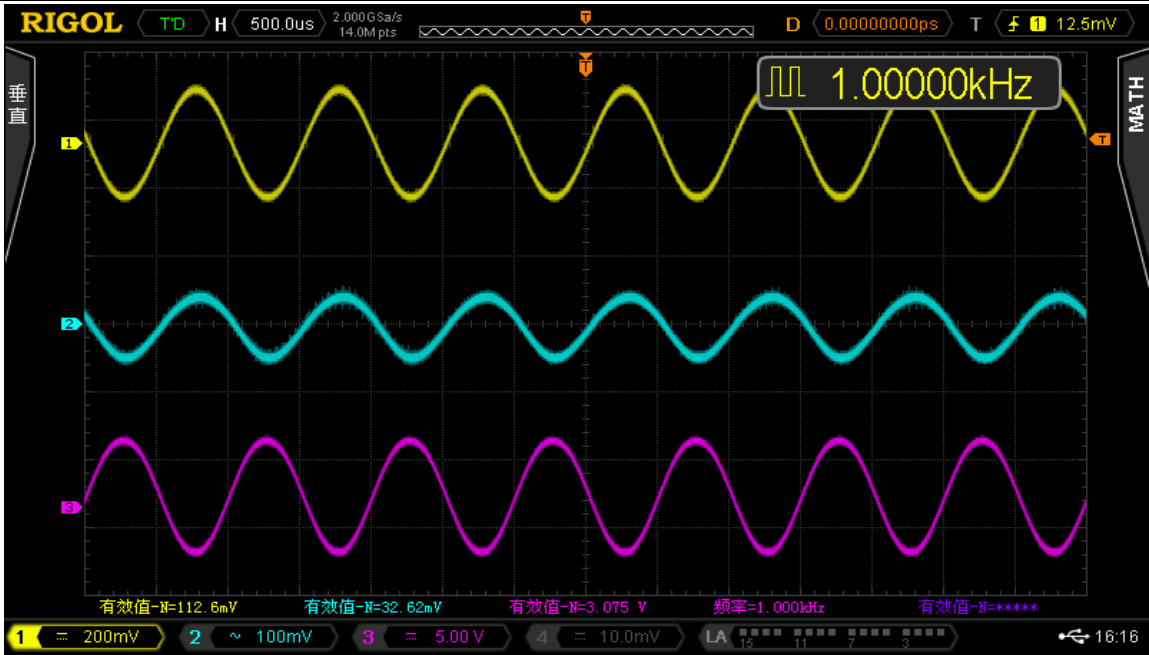 RIGOL T'D H 500.0us 2.000GSa/s 14.0M pts D 0.00000000ps T 1 12.5mV
T
垂直
1.00000kHz
MATH
T
1
T
2
3
有效值-N=112.6mV 有效值-N=32.62mV 有效值-N=3.075 V 频率=1.000kHz 有效值-N=*****
1 = 200mV 2 ~ 100mV 3 = 5.00 V 4 = 10.0mV LA 15 11 7 3 16:16